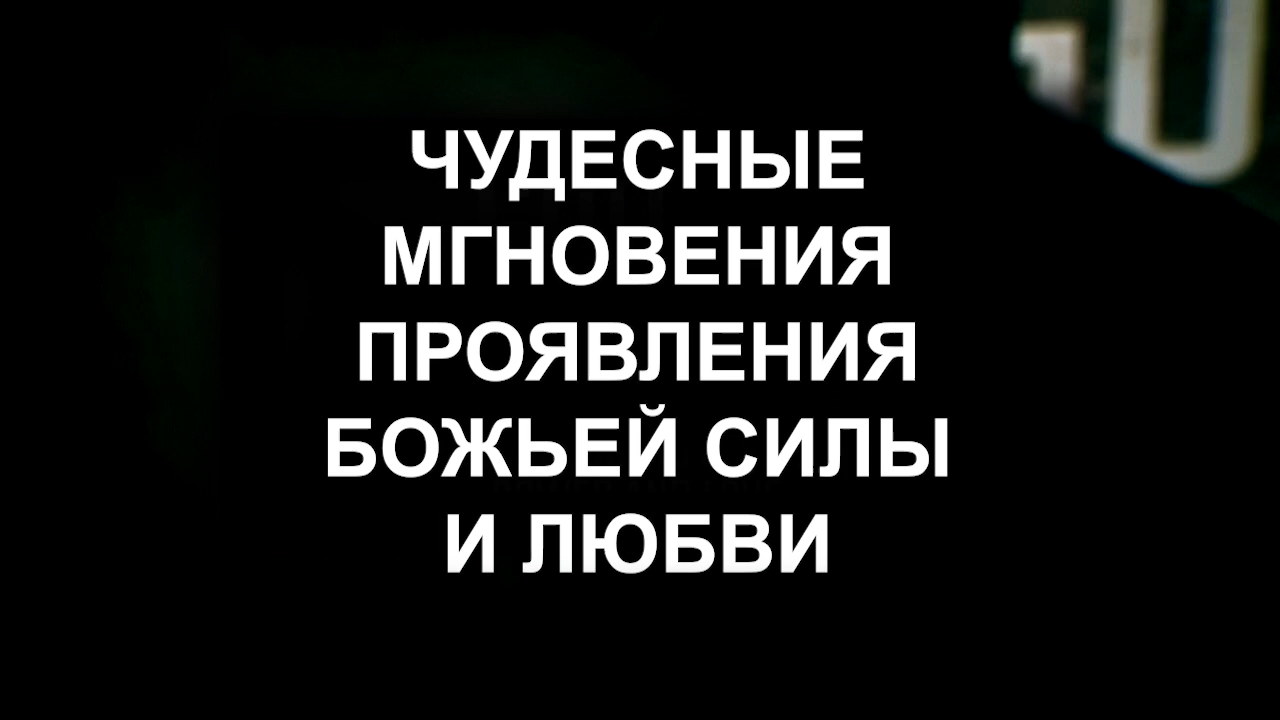 ЧУДЕСНЫЕ
МГНОВЕНИЯ
ПРОЯВЛЕНИЯ
БОЖЬЕЙ СИЛЫ
И ЛЮБВИ